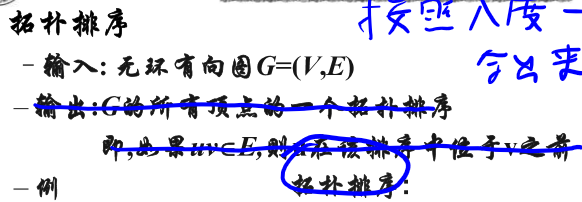 拓扑排序
按照入度一
- 输入: 无环有向图G=(V,E)
- 输出:G的所有顶点的一个拓扑排序
即,如果uv∈E,则u在该排序中位于v之前
- 例 拓扑排序: